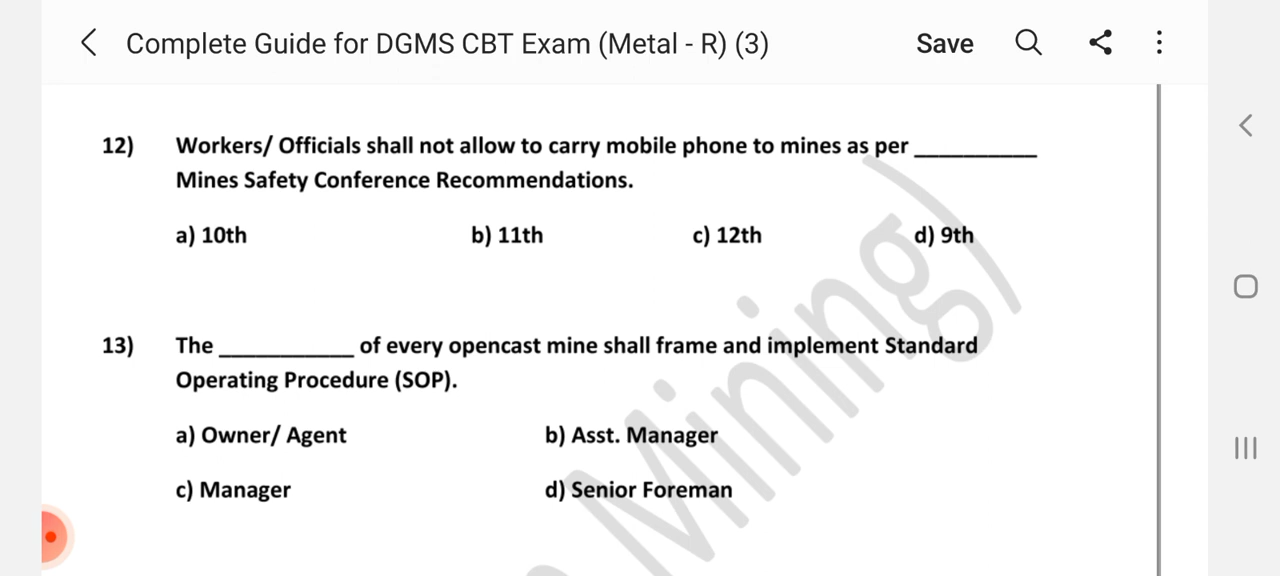 Complete Guide for DGMS CBT Exam (Metal - R) (3) Save
12) Workers/ Officials shall not allow to carry mobile phone to mines as per __________
Mines Safety Conference Recommendations.
a) 10th b) 11th c) 12th d) 9th
Mining)
13) The ___________ of every opencast mine shall frame and implement Standard
Operating Procedure (SOP).
a) Owner/ Agent b) Asst. Manager
c) Manager d) Senior Foreman